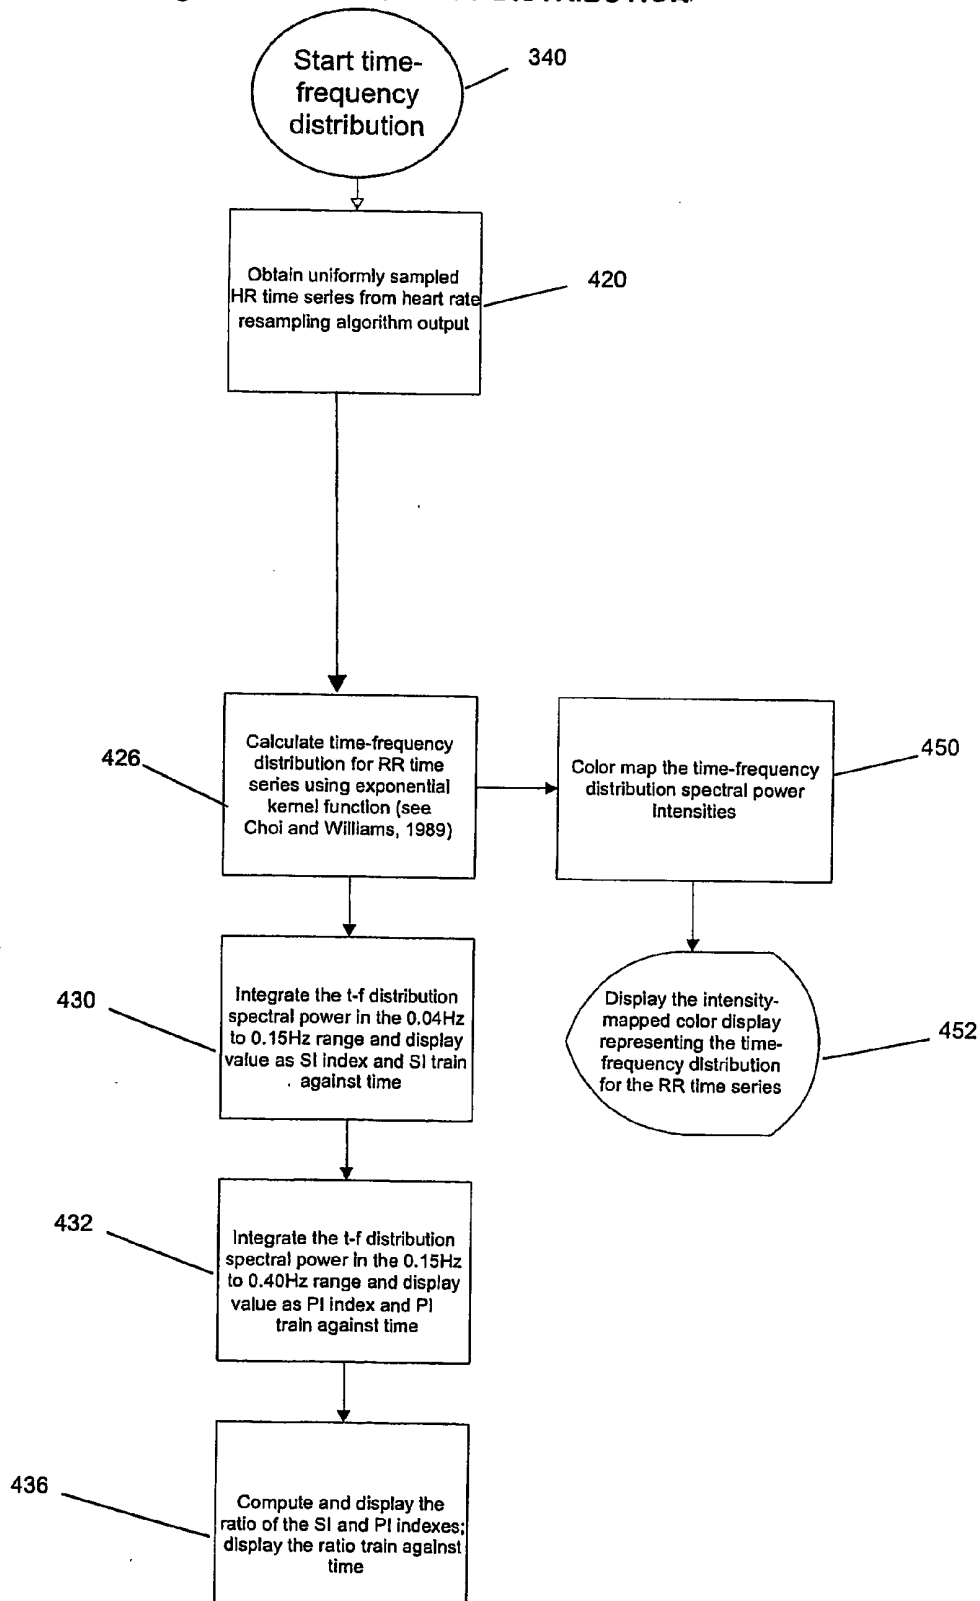 DISTRIBUTION
Start time-
frequency
distribution
340
Obtain uniformly sampled
HR time series from heart rate
resampling algorithm output
420
Calculate time-frequency
distribution for RR time
series using exponential
kernel function (see
Choi and Williams, 1989)
426
Color map the time-frequency
distribution spectral power
intensities
450
Integrate the t-f distribution
spectral power in the 0.04Hz
to 0.15Hz range and display
value as SI index and SI train
against time
430
Display the intensity-
mapped color display
representing the time-
frequency distribution
for the RR time series
452
Integrate the t-f distribution
spectral power in the 0.15Hz
to 0.40Hz range and display
value as PI index and PI
train against time
432
Compute and display the
ratio of the SI and PI indexes;
display the ratio train against
time
436